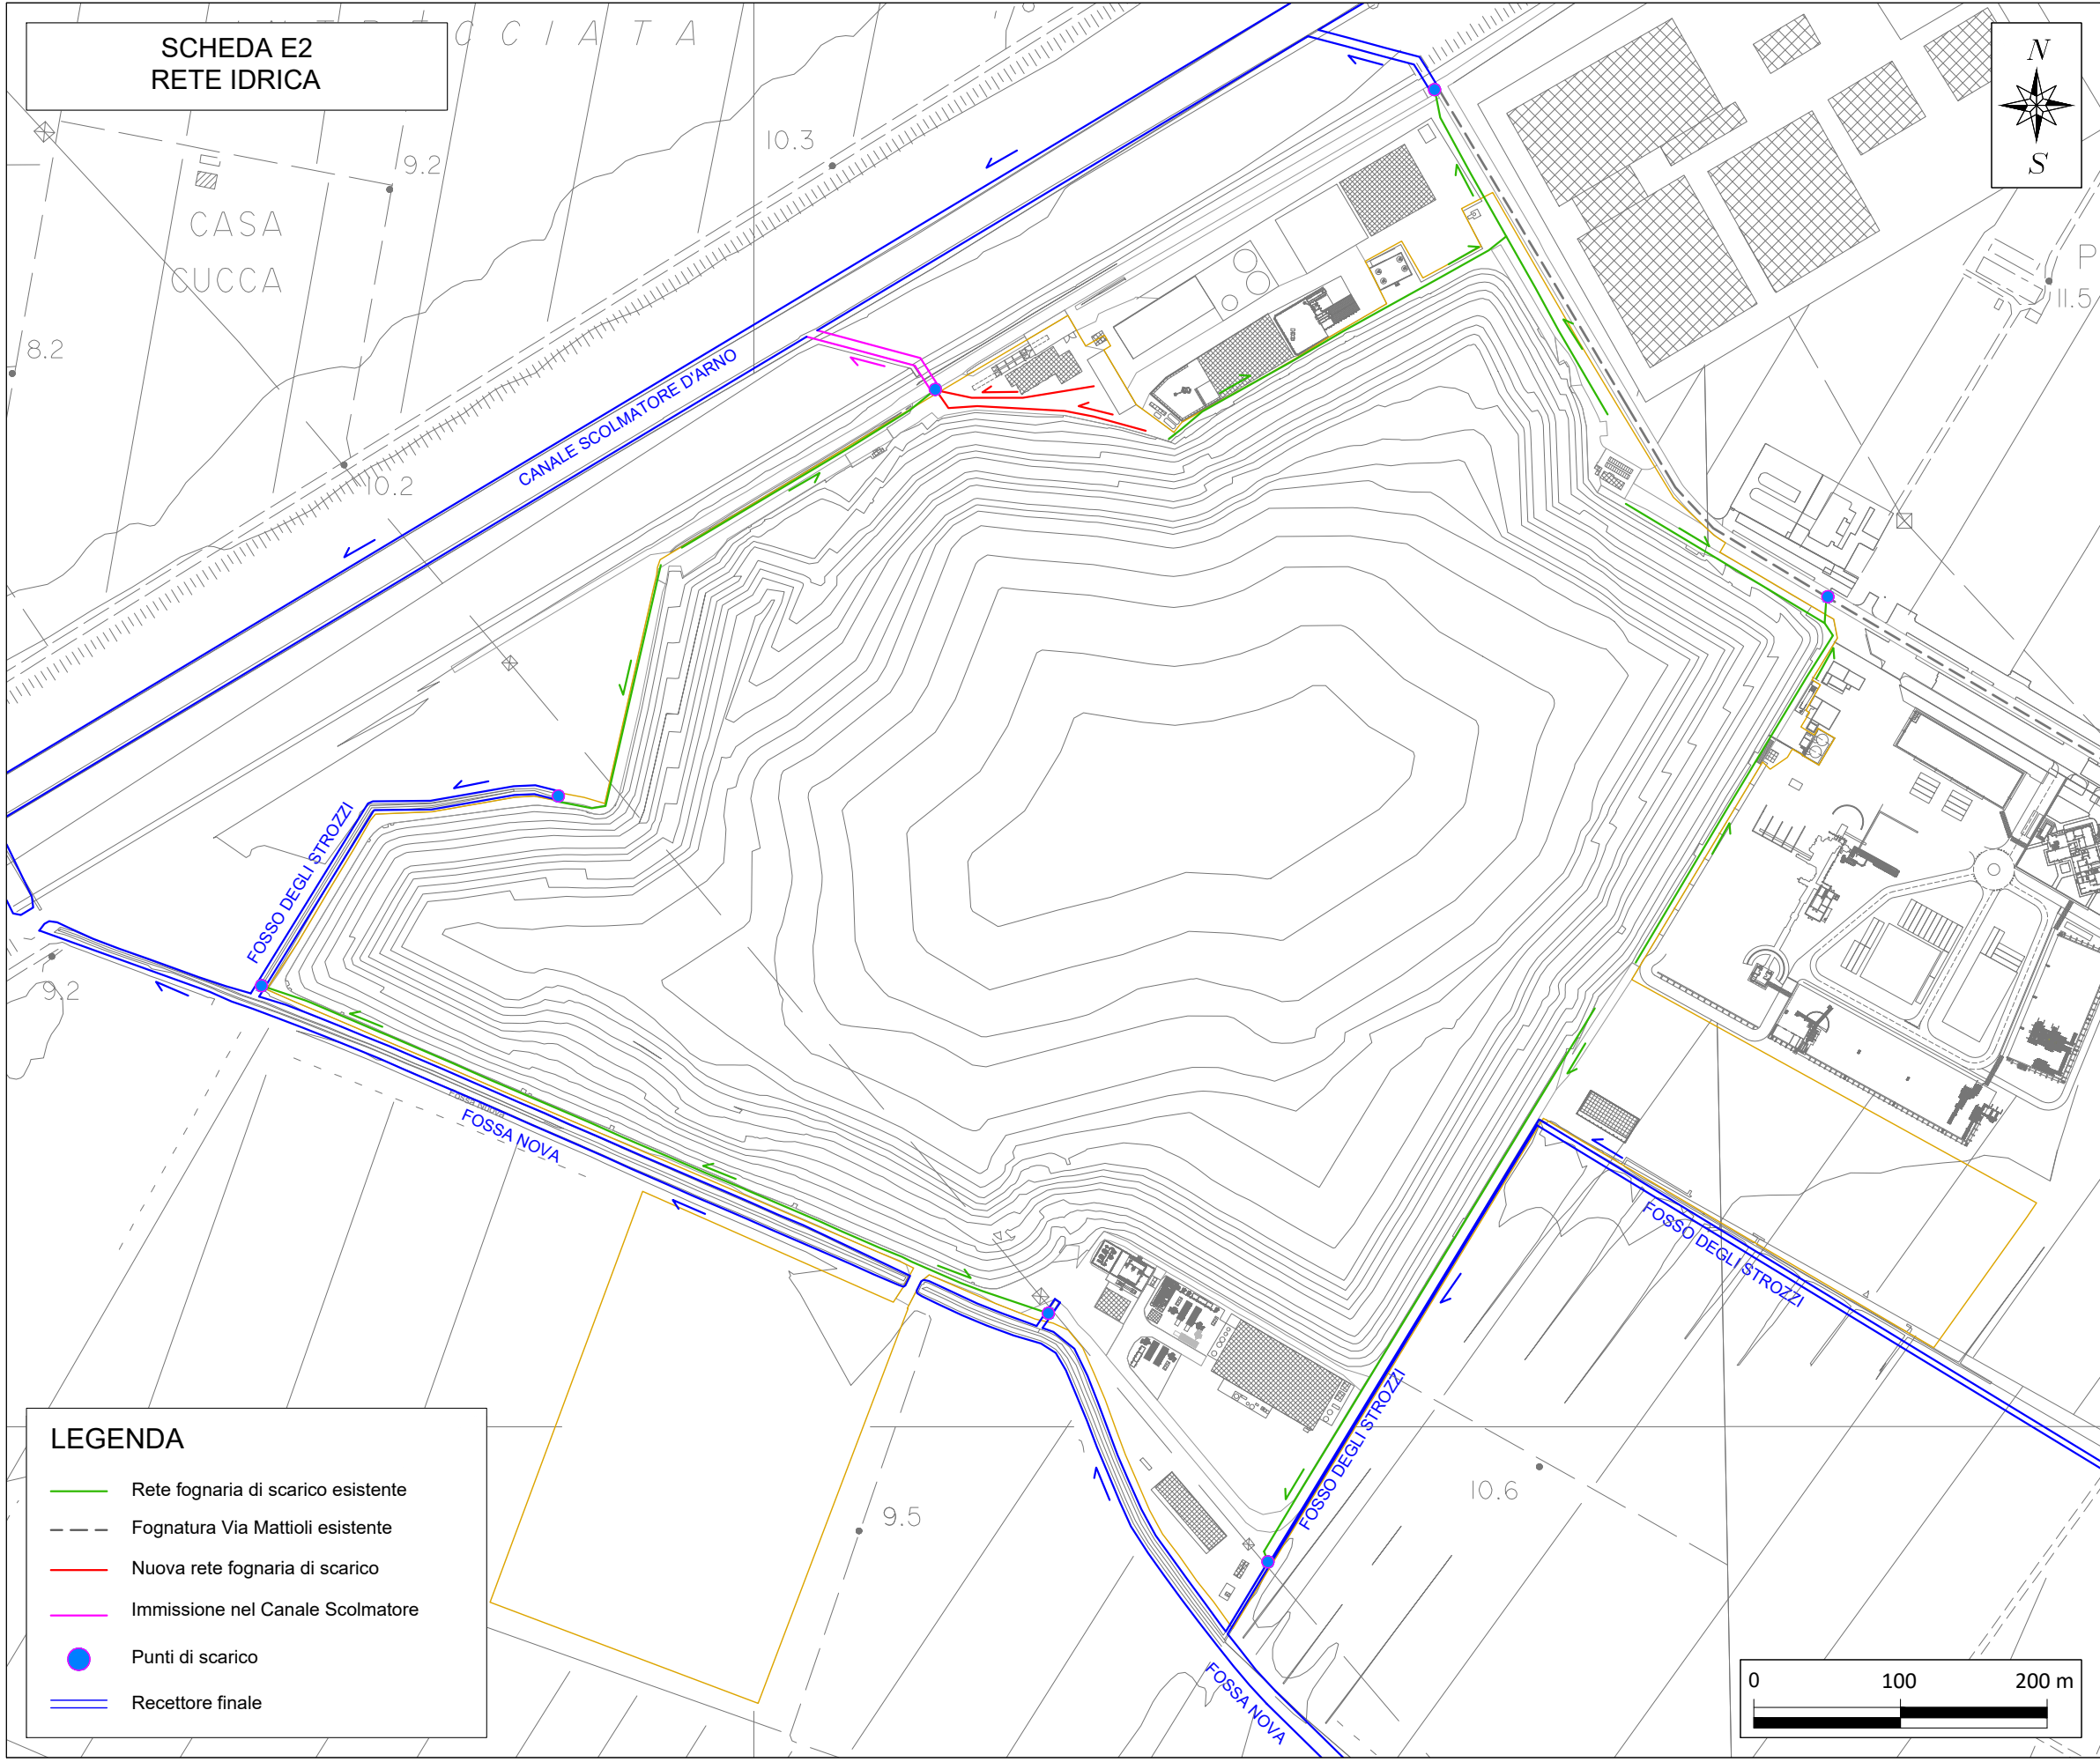 SCHEDA E2
RETE IDRICA
CCIATA
N
S
10.3
9.2
CASA
CUCCA
P
11.5
8.2
CANALE SCOLMATORE D'ARNO
10.2
FOSSO DEGLI STROZZI
9.2
Fossa Nuova
FOSSA NOVA
FOSSO DEGLI STROZZI
FOSSO DEGLI STROZZI
10.6
9.5
FOSSA NOVA
LEGENDA
Rete fognaria di scarico esistente
Fognatura Via Mattioli esistente
Nuova rete fognaria di scarico
Immissione nel Canale Scolmatore
Punti di scarico
Recettore finale
0 100 200 m